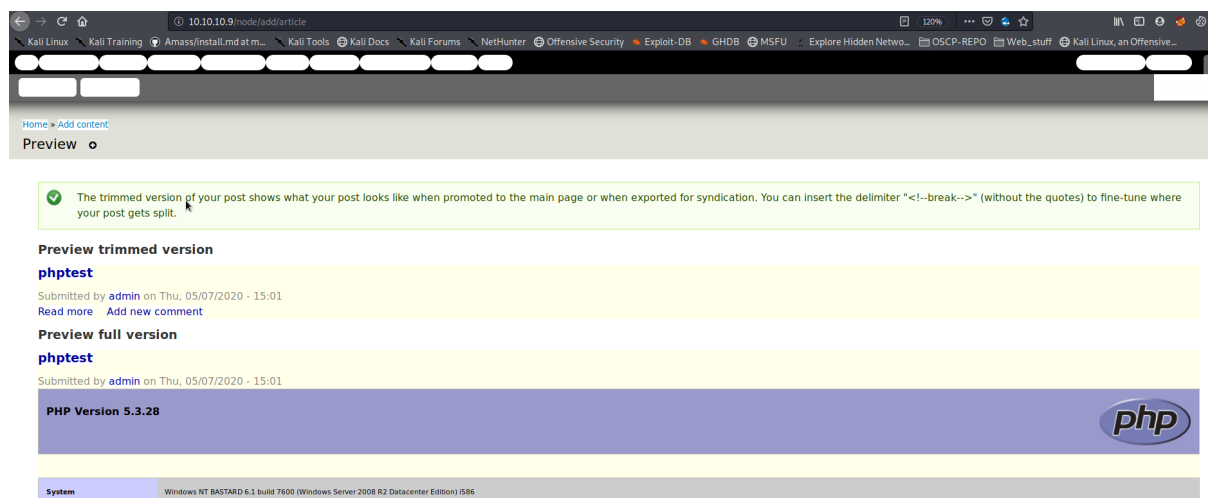 10.10.10.9/node/add/article
120%
Kali Linux Kali Training Amass/install.md at m... Kali Tools Kali Docs Kali Forums NetHunter Offensive Security Exploit-DB GHDB MSFU Explore Hidden Netwo... OSCP-REPO Web_stuff Kali Linux, an Offensive...
Home » Add content
Preview
The trimmed version of your post shows what your post looks like when promoted to the main page or when exported for syndication. You can insert the delimiter "<!--break-->" (without the quotes) to fine-tune where
your post gets split.
Preview trimmed version
phptest
Submitted by admin on Thu, 05/07/2020 - 15:01
Read more Add new comment
Preview full version
phptest
Submitted by admin on Thu, 05/07/2020 - 15:01
PHP Version 5.3.28
php
System Windows NT BASTARD 6.1 build 7600 (Windows Server 2008 R2 Datacenter Edition) i586